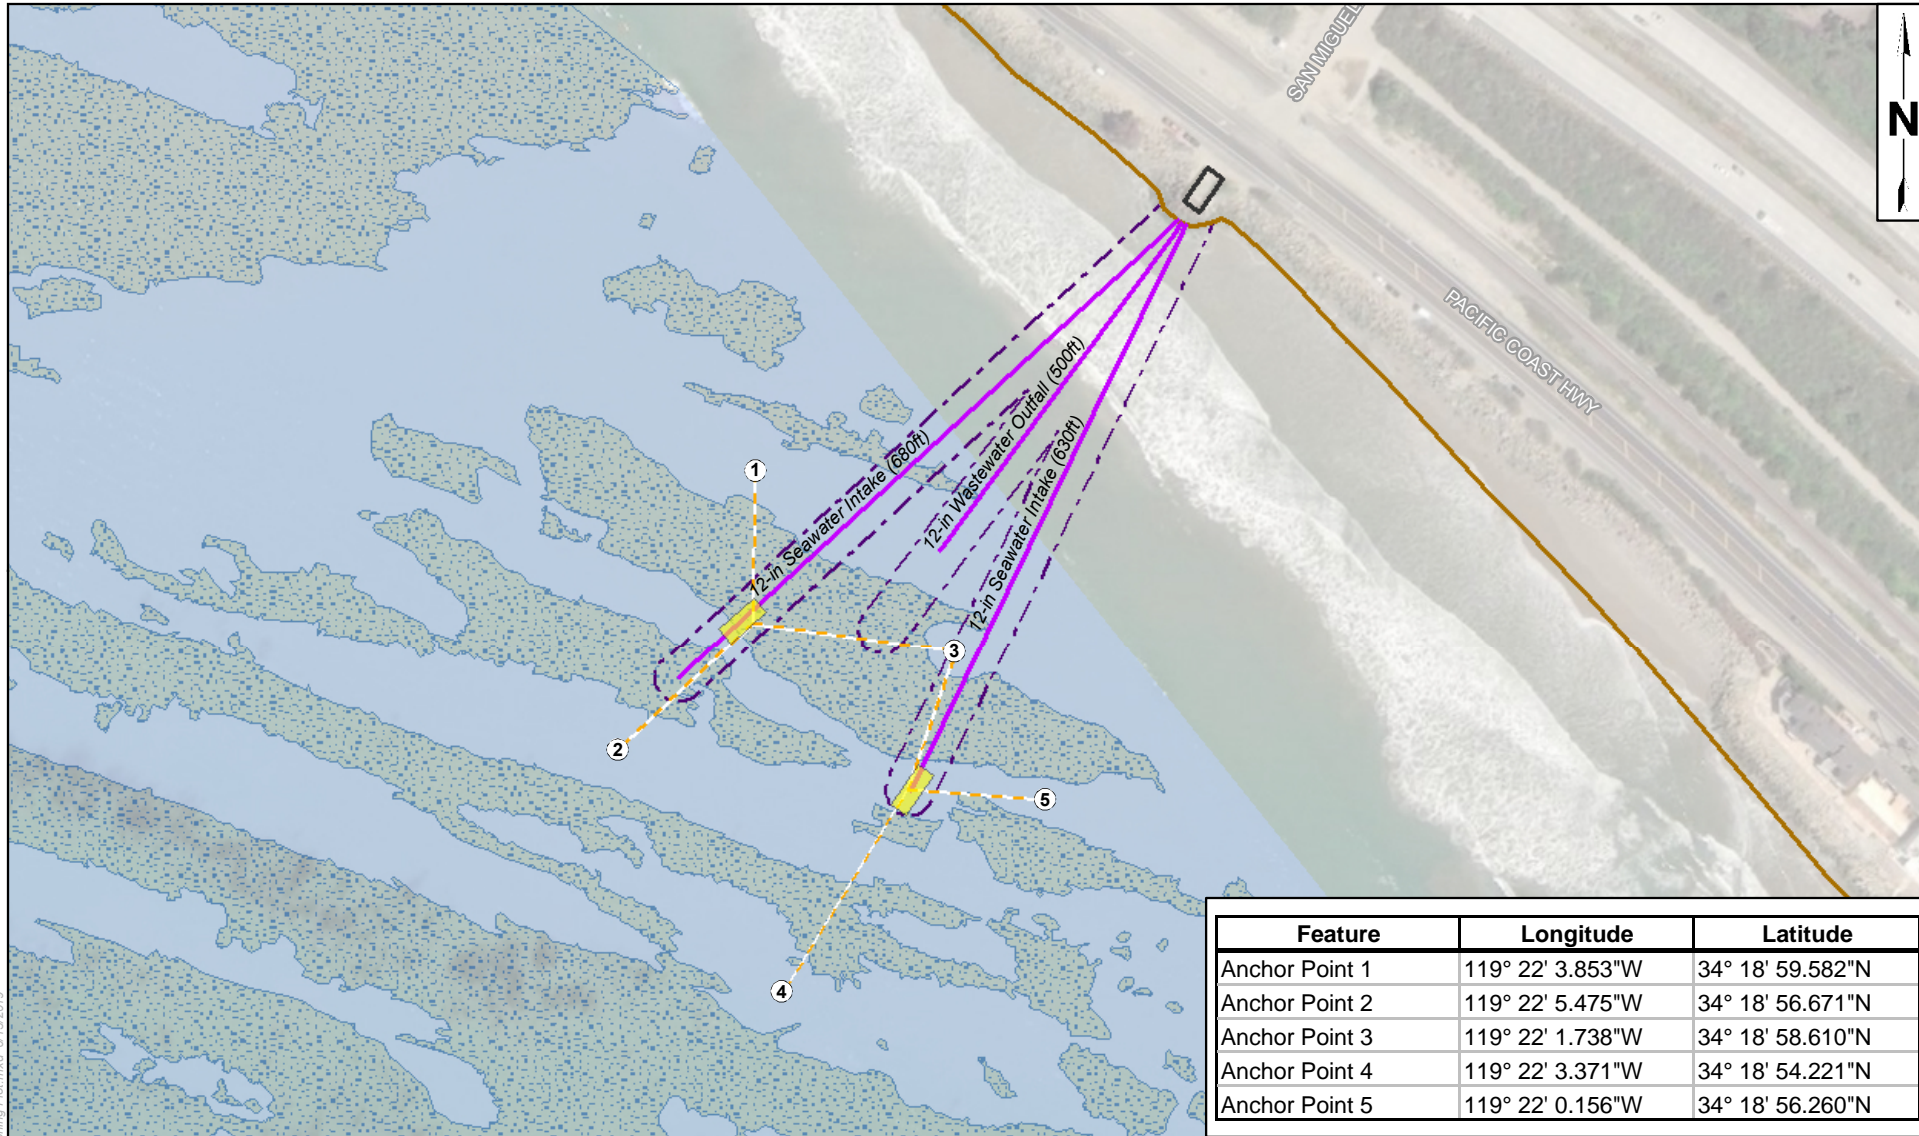 SAN MIGUEL
N
PACIFIC COAST HWY
12-in Wastewater Outfall (500ft)
12-in Seawater Intake (680ft)
12-in Seawater Intake (630ft)
1
2
3
5
4
Feature Longitude Latitude
Anchor Point 1 119° 22' 3.853"W 34° 18' 59.582"N
Anchor Point 2 119° 22' 5.475"W 34° 18' 56.671"N
Anchor Point 3 119° 22' 1.738"W 34° 18' 58.610"N
Anchor Point 4 119° 22' 3.371"W 34° 18' 54.221"N
Anchor Point 5 119° 22' 0.156"W 34° 18' 56.260"N